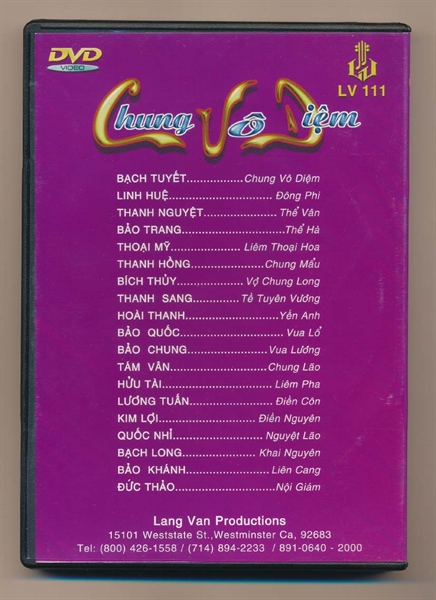 DVD
VIDEO
LV 111
Chung Vô Diệm
BẠCH TUYẾT.................Chung Vô Diệm
LINH HUỆ........................Đông Phi
THANH NGUYỆT.................Thể Vân
BẢO TRANG........................Thể Hà
THOẠI MỸ..................Liêm Thoại Hoa
THANH HỒNG................Chung Mẩu
BÍCH THỦY...............Vợ Chung Long
THANH SANG.........Tề Tuyên Vương
HOÀI THANH...................Yến Anh
BẢO QUỐC........................Vua Lổ
BẢO CHUNG.................Vua Lương
TÁM VÂN....................Chung Lão
HỬU TÀI........................Liêm Pha
LƯƠNG TUẤN................Điền Côn
KIM LỢI....................Điền Nguyên
QUỐC NHỈ....................Nguyệt Lão
BẠCH LONG.............Khai Nguyên
BẢO KHÁNH................Liên Cang
ĐỨC THẢO.....................Nội Giám
Lang Van Productions
15101 Weststate St.,Westminster Ca, 92683
Tel: (800) 426-1558 / (714) 894-2233 / 891-0640 - 2000